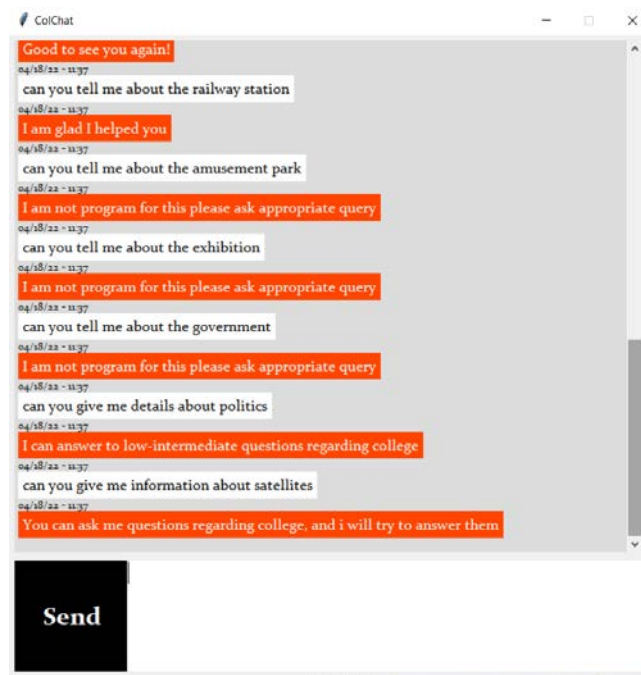 ColChat
Good to see you again!
04/18/22 - 11:37
can you tell me about the railway station
04/18/22 - 11:37
I am glad I helped you
04/18/22 - 11:37
can you tell me about the amusement park
04/18/22 - 11:37
I am not program for this please ask appropriate query
04/18/22 - 11:37
can you tell me about the exhibition
04/18/22 - 11:37
I am not program for this please ask appropriate query
04/18/22 - 11:37
can you tell me about the government
04/18/22 - 11:37
I am not program for this please ask appropriate query
04/18/22 - 11:37
can you give me details about politics
04/18/22 - 11:37
I can answer to low-intermediate questions regarding college
04/18/22 - 11:37
can you give me information about satellites
04/18/22 - 11:37
You can ask me questions regarding college, and i will try to answer them
Send